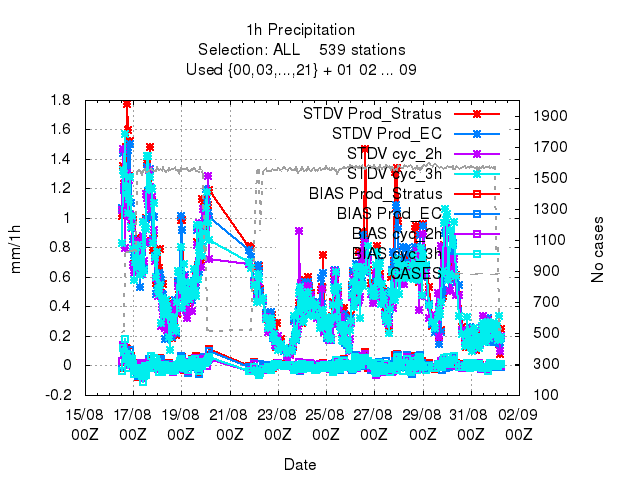 1h Precipitation
Selection: ALL    539 stations
Used {00,03,...,21} + 01 02 ... 09
1.8
1.6
1.4
1.2
1
0.8
0.6
0.4
0.2
0
-0.2
mm/1h
1900
1700
1500
1300
1100
900
700
500
300
100
No cases
STDV Prod_Stratus
STDV Prod_EC
STDV cyc_2h
STDV cyc_3h
BIAS Prod_Stratus
BIAS Prod_EC
BIAS cyc_2h
BIAS cyc_3h
CASES
15/08 17/08 19/08 21/08 23/08 25/08 27/08 29/08 31/08 02/09
00Z 00Z 00Z 00Z 00Z 00Z 00Z 00Z 00Z 00Z
Date